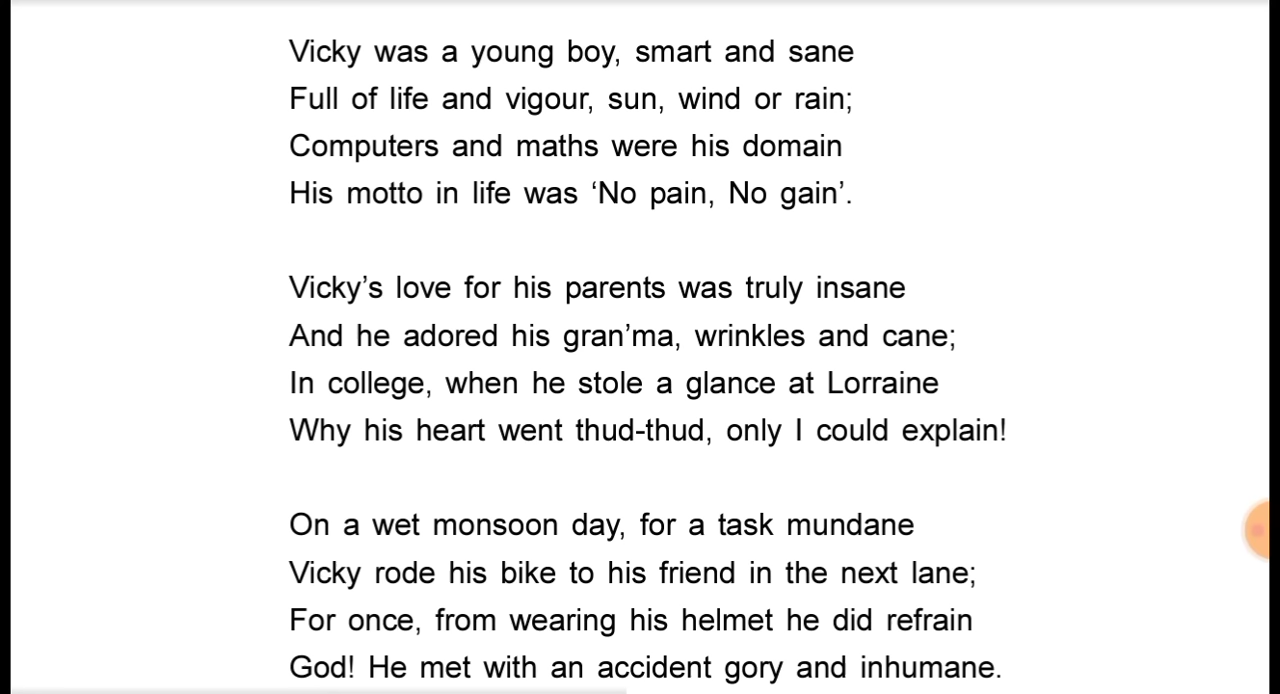 Vicky was a young boy, smart and sane
Full of life and vigour, sun, wind or rain;
Computers and maths were his domain
His motto in life was ‘No pain, No gain’.
Vicky’s love for his parents was truly insane
And he adored his gran’ma, wrinkles and cane;
In college, when he stole a glance at Lorraine
Why his heart went thud-thud, only I could explain!
On a wet monsoon day, for a task mundane
Vicky rode his bike to his friend in the next lane;
For once, from wearing his helmet he did refrain
God! He met with an accident gory and inhumane.